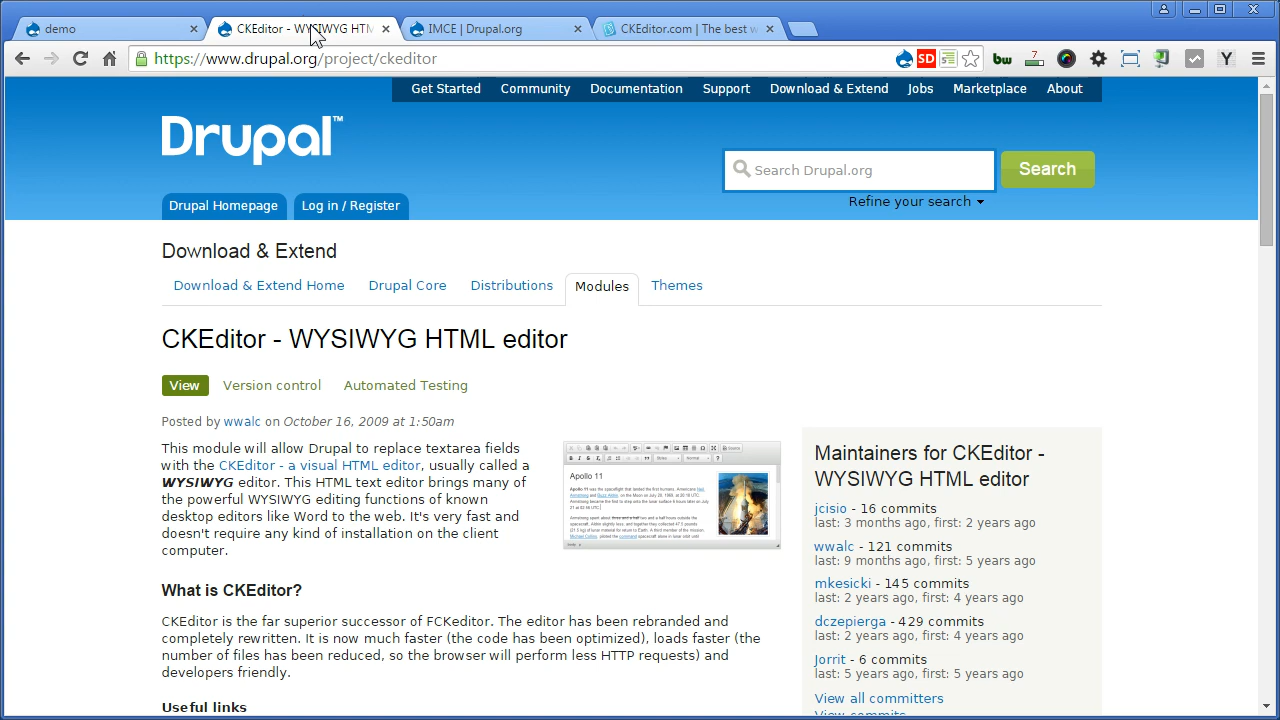 demo
CKEditor - WYSIWYG HTM
IMCE | Drupal.org
CKEditor.com | The best w
https://www.drupal.org/project/ckeditor
SD
bw
7
Y
Get Started Community Documentation Support Download & Extend Jobs Marketplace About
Drupal™
Search Drupal.org
Search
Refine your search
Drupal Homepage
Log in / Register
Download & Extend
Download & Extend Home Drupal Core Distributions Modules Themes
CKEditor - WYSIWYG HTML editor
View Version control Automated Testing
Posted by wwalc on October 16, 2009 at 1:50am
This module will allow Drupal to replace textarea fields
with the CKEditor - a visual HTML editor, usually called a
WYSIWYG editor. This HTML text editor brings many of
the powerful WYSIWYG editing functions of known
desktop editors like Word to the web. It's very fast and
doesn't require any kind of installation on the client
computer.
Apollo 11
What is CKEditor?
CKEditor is the far superior successor of FCKeditor. The editor has been rebranded and
completely rewritten. It is now much faster (the code has been optimized), loads faster (the
number of files has been reduced, so the browser will perform less HTTP requests) and
developers friendly.
Useful links
Maintainers for CKEditor -
WYSIWYG HTML editor
jcisio - 16 commits
last: 3 months ago, first: 2 years ago
wwalc - 121 commits
last: 9 months ago, first: 5 years ago
mkesicki - 145 commits
last: 2 years ago, first: 4 years ago
dczepierga - 429 commits
last: 2 years ago, first: 4 years ago
Jorrit - 6 commits
last: 5 years ago, first: 5 years ago
View all committers
View commits